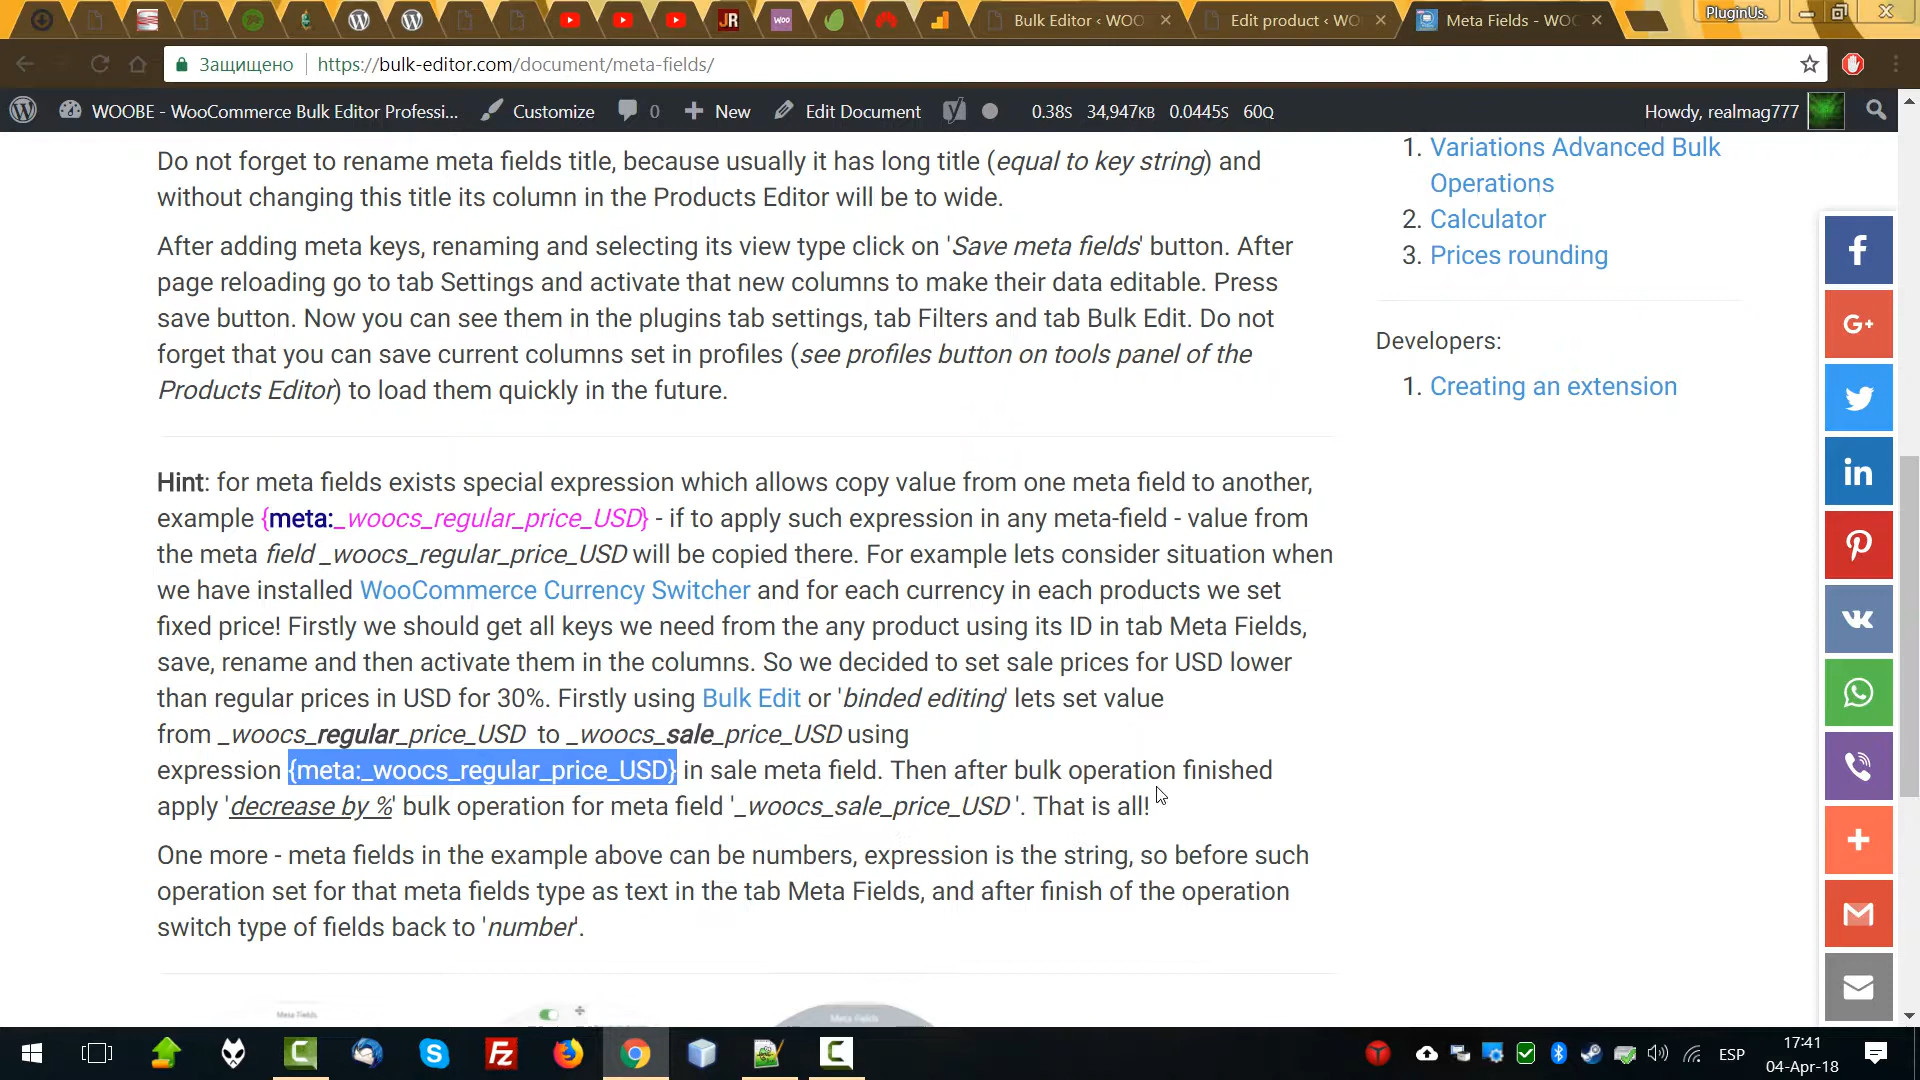 Bulk Editor ‹ WOO
Edit product ‹ WO
Meta Fields - WOO
PluginUs.
Защищено
https://bulk-editor.com/document/meta-fields/
WOOBE - WooCommerce Bulk Editor Professi...
Customize
0
New
Edit Document
0.38S 34,947KB 0.0445S 60Q
Howdy, realmag777
Do not forget to rename meta fields title, because usually it has long title (equal to key string) and
without changing this title its column in the Products Editor will be to wide.
After adding meta keys, renaming and selecting its view type click on 'Save meta fields' button. After
page reloading go to tab Settings and activate that new columns to make their data editable. Press
save button. Now you can see them in the plugins tab settings, tab Filters and tab Bulk Edit. Do not
forget that you can save current columns set in profiles (see profiles button on tools panel of the
Products Editor) to load them quickly in the future.
Hint: for meta fields exists special expression which allows copy value from one meta field to another,
example {meta:_woocs_regular_price_USD} - if to apply such expression in any meta-field - value from
the meta field _woocs_regular_price_USD will be copied there. For example lets consider situation when
we have installed WooCommerce Currency Switcher and for each currency in each products we set
fixed price! Firstly we should get all keys we need from the any product using its ID in tab Meta Fields,
save, rename and then activate them in the columns. So we decided to set sale prices for USD lower
than regular prices in USD for 30%. Firstly using Bulk Edit or 'binded editing' lets set value
from _woocs_regular_price_USD to _woocs_sale_price_USD using
expression {meta:_woocs_regular_price_USD} in sale meta field. Then after bulk operation finished
apply 'decrease by %' bulk operation for meta field '_woocs_sale_price_USD '. That is all!
One more - meta fields in the example above can be numbers, expression is the string, so before such
operation set for that meta fields type as text in the tab Meta Fields, and after finish of the operation
switch type of fields back to 'number'.
Meta Fields
Meta Fields
1. Variations Advanced Bulk
Operations
2. Calculator
3. Prices rounding
Developers:
1. Creating an extension
ESP
17:41
04-Apr-18